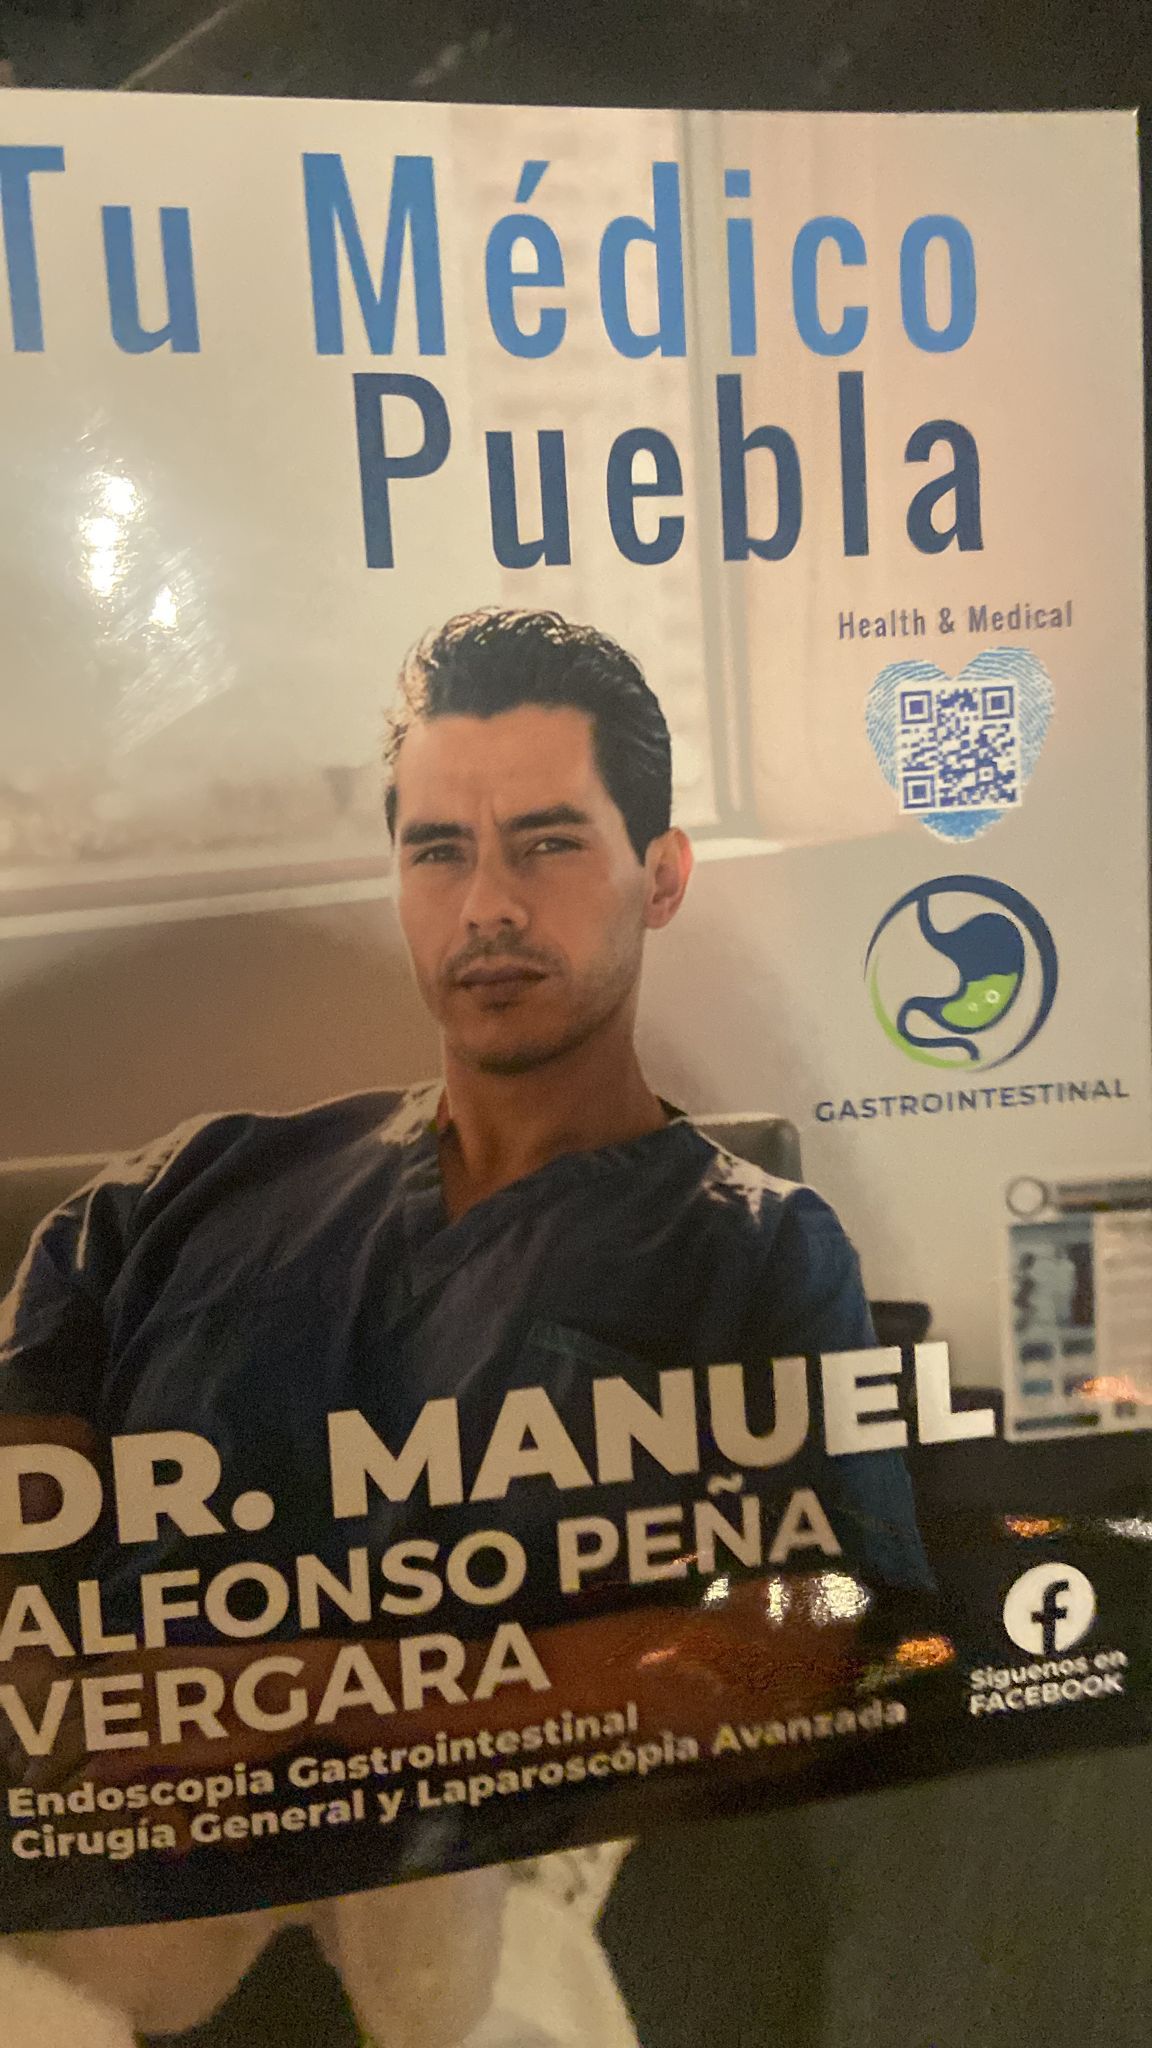 Tu Médico
Puebla
Health & Medical
GASTROINTESTINAL
DR. MANUEL
ALFONSO PEÑA
VERGARA
Endoscopia Gastrointestinal
Cirugía General y Laparoscópia Avanzada
Síguenos en
FACEBOOK